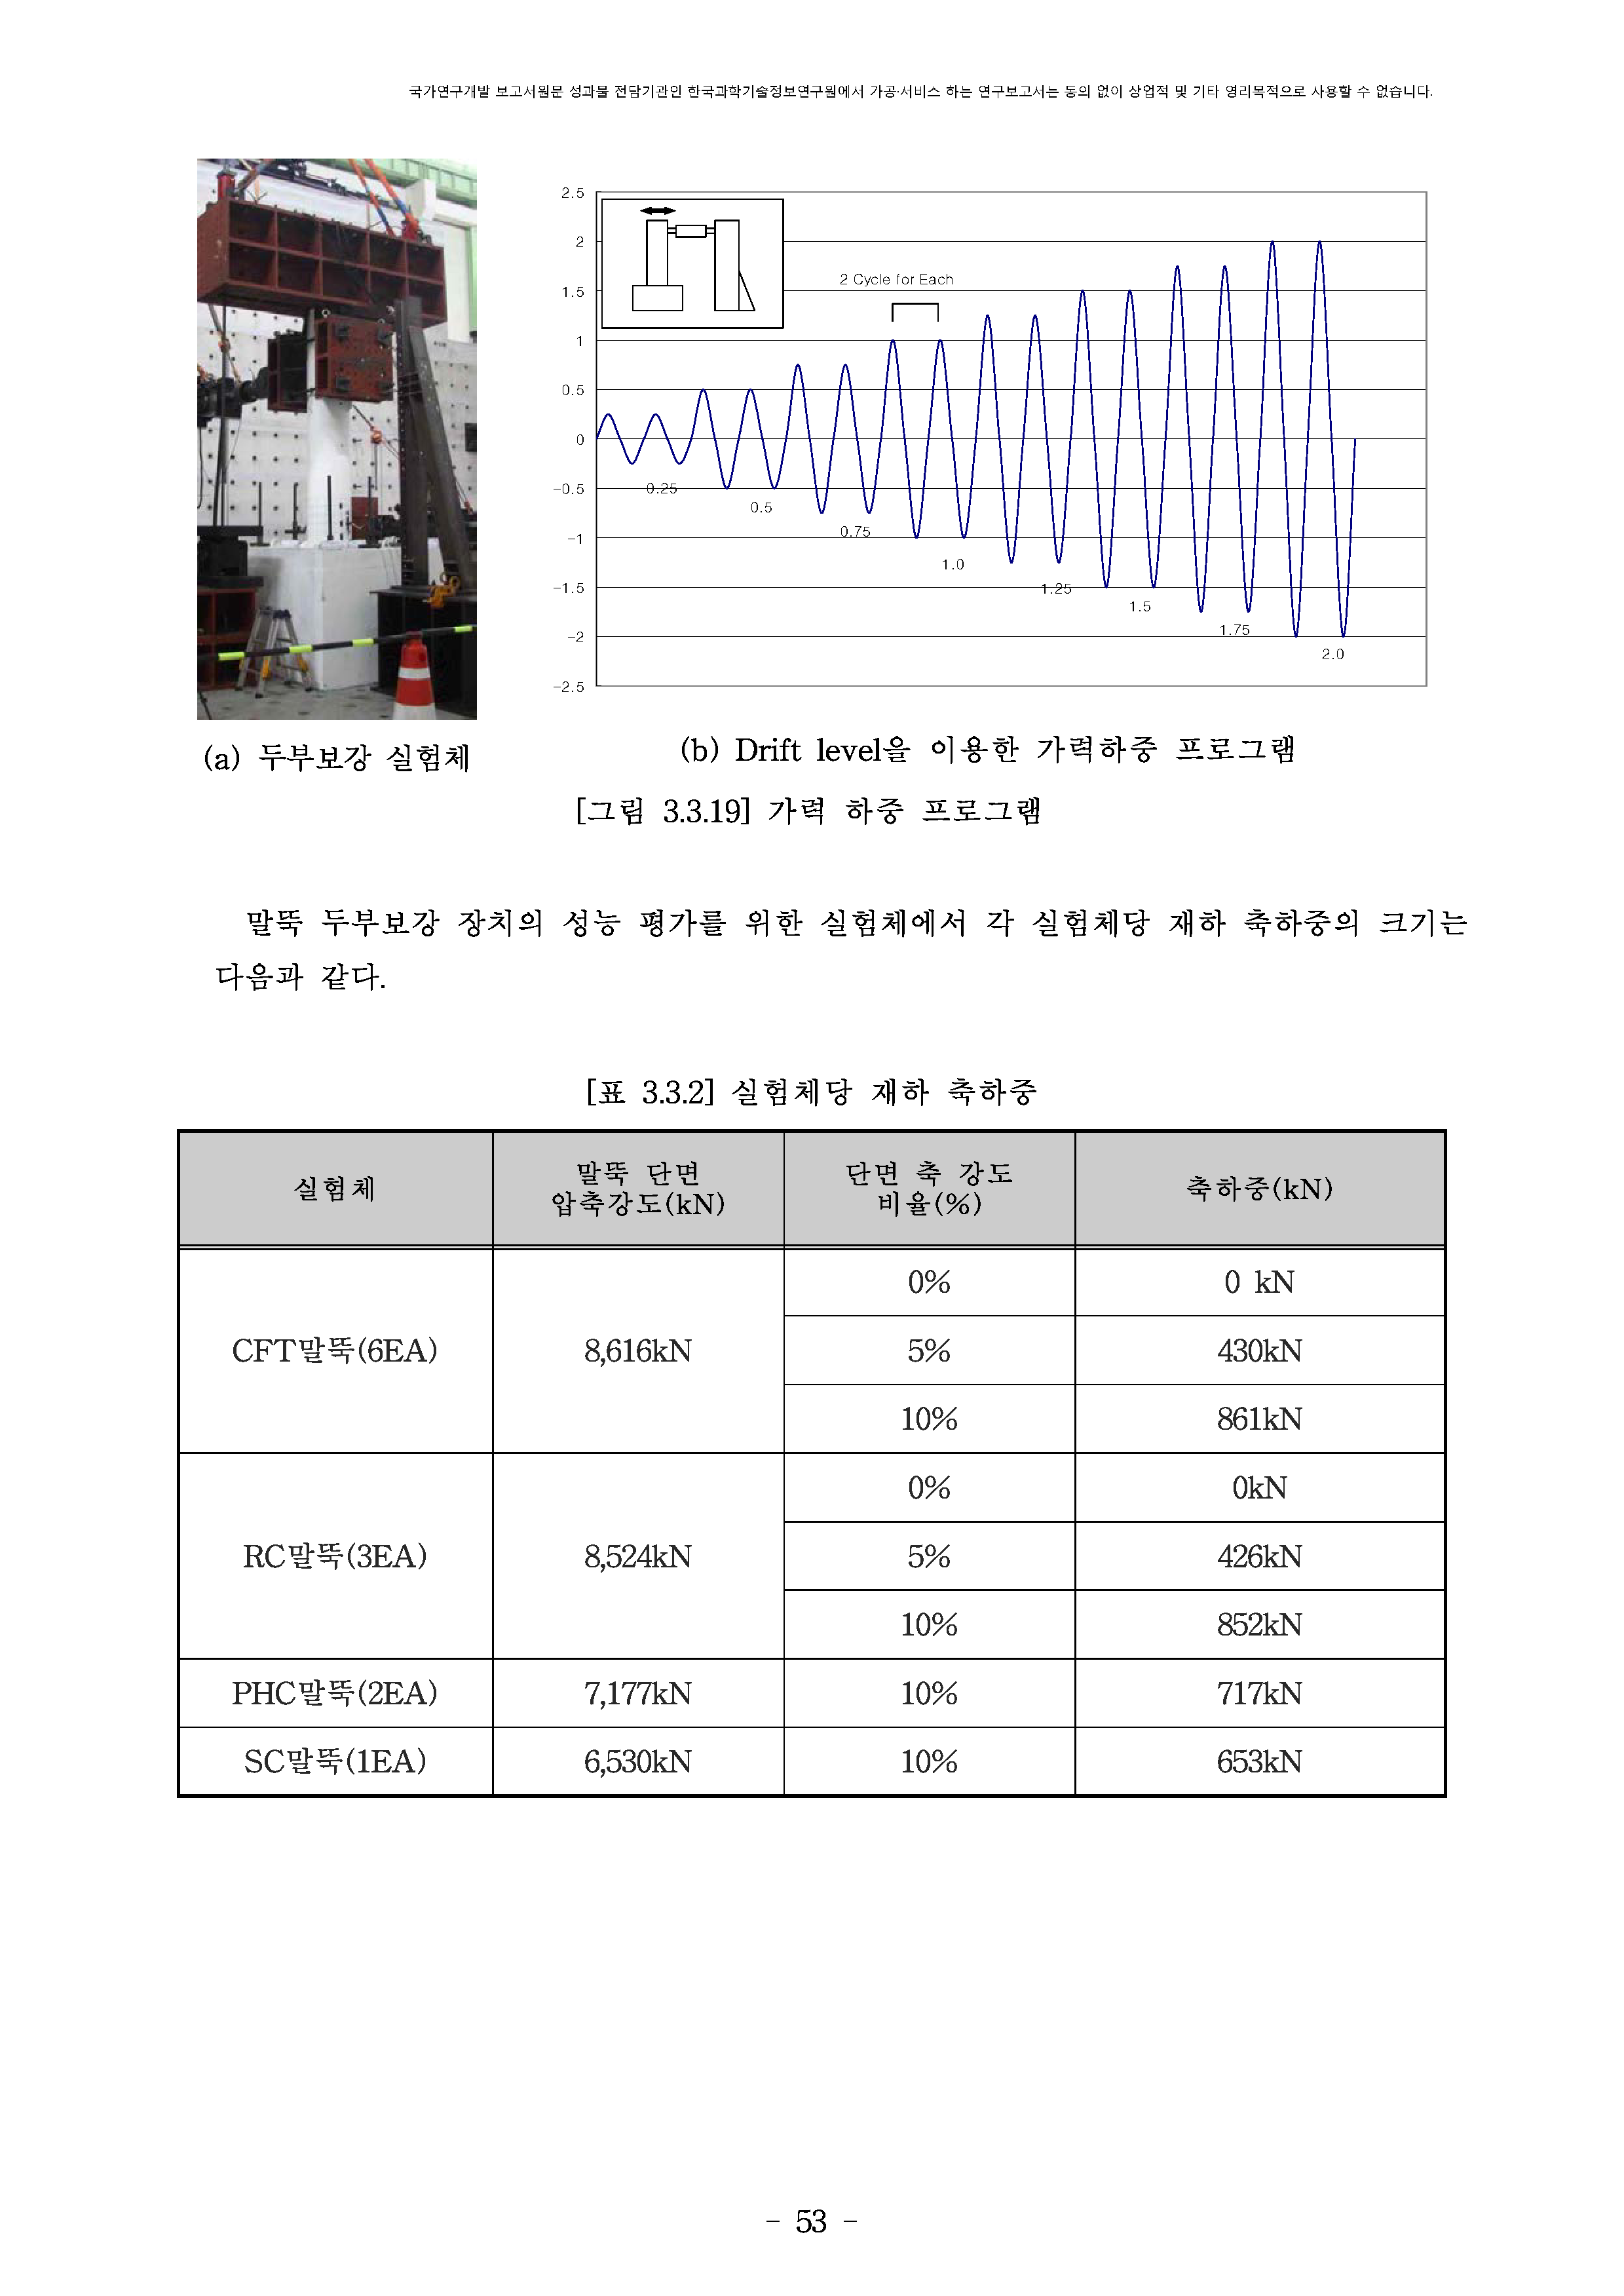 국가연구개발 보고서원문 성과물 전담기관인 한국과학기술정보연구원에서 가공·서비스 하는 연구보고서는 동의 없이 상업적 및 기타 영리목적으로 사용할 수 없습니다.
2.5
2
1.5
1
0.5
0
-0.5
-1
-1.5
-2
-2.5
2 Cycle for Each
0.25
0.5
0.75
1.0
1.25
1.5
1.75
2.0
(a) 두부보강 실험체
(b) Drift level을 이용한 가력하중 프로그램
[그림 3.3.19] 가력 하중 프로그램
말뚝 두부보강 장치의 성능 평가를 위한 실험체에서 각 실험체당 재하 축하중의 크기는
다음과 같다.
[표 3.3.2] 실험체당 재하 축하중
실험체
말뚝 단면
압축강도(kN)
단면 축 강도
비율(%)
축하중(kN)
CFT말뚝(6EA)
8,616kN
0%
0 kN
5%
430kN
10%
861kN
RC말뚝(3EA)
8,524kN
0%
0kN
5%
426kN
10%
852kN
PHC말뚝(2EA)
7,177kN
10%
717kN
SC말뚝(1EA)
6,530kN
10%
653kN
- 53 -